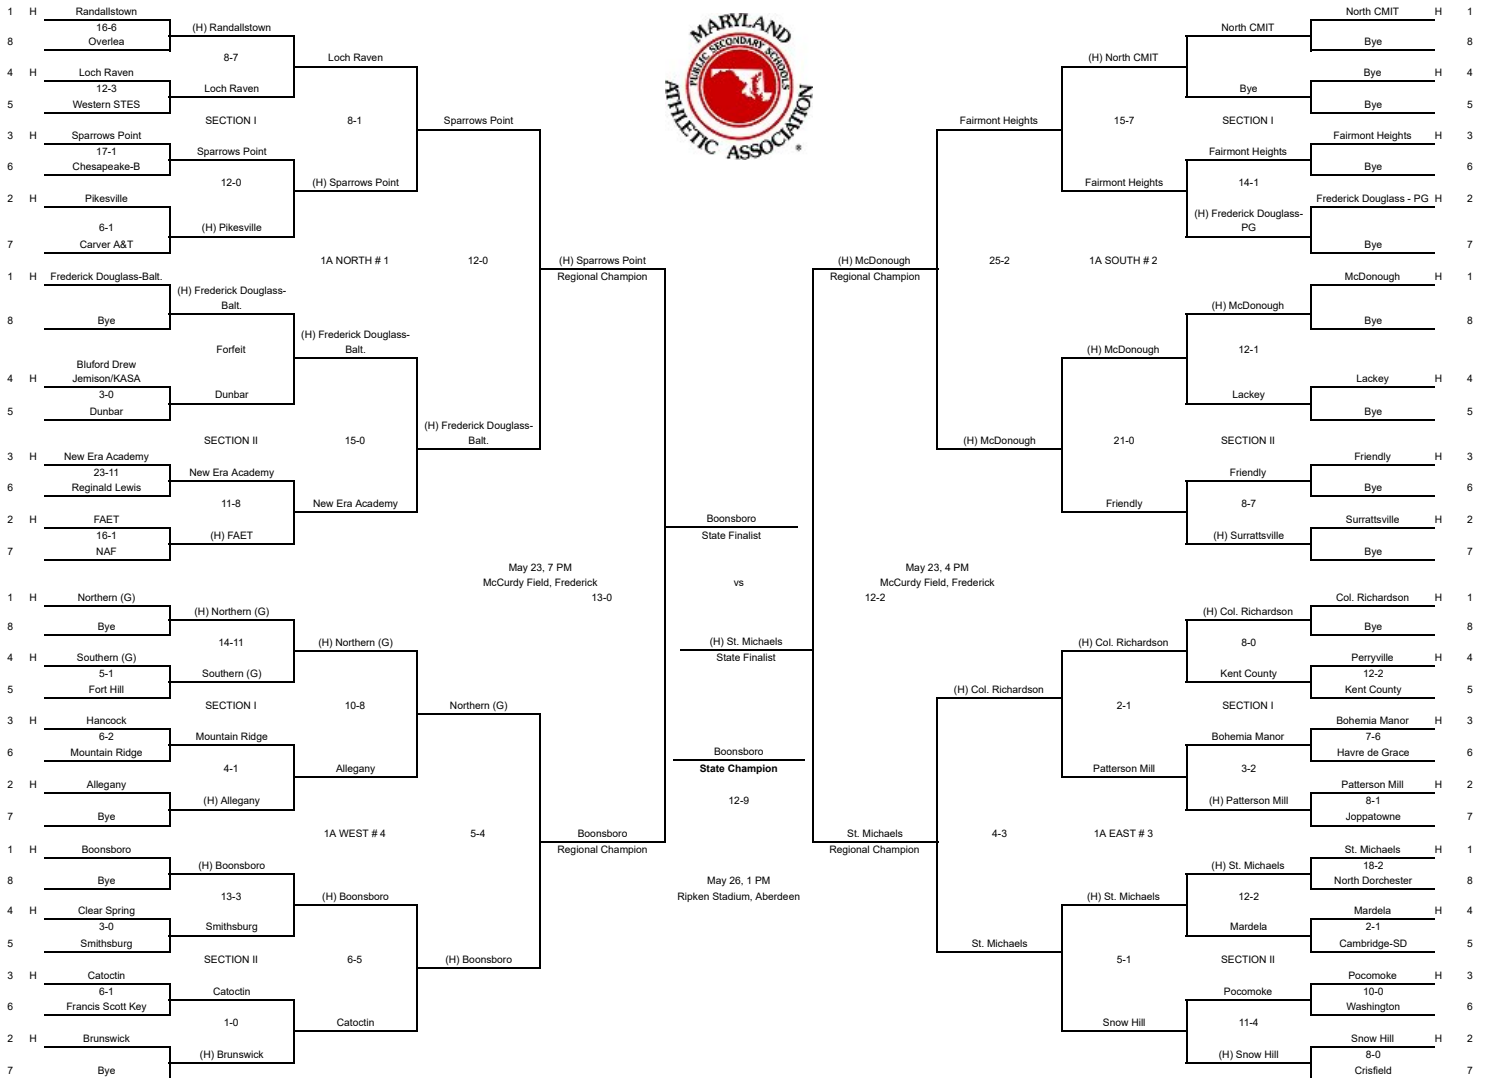 MARYLAND
PUBLIC SECONDARY SCHOOLS
ATHLETIC ASSOCIATION
®
1 H Randallstown
16-6
8 Overlea
(H) Randallstown
8-7
4 H Loch Raven
12-3
5 Western STES
Loch Raven
Loch Raven
SECTION I
8-1
3 H Sparrows Point
17-1
6 Chesapeake-B
Sparrows Point
12-0
2 H Pikesville
6-1
7 Carver A&T
(H) Pikesville
(H) Sparrows Point
Sparrows Point
1A NORTH # 1
12-0
(H) Sparrows Point
Regional Champion
1 H Frederick Douglass-Balt.
8 Bye
(H) Frederick Douglass-
Balt.
Forfeit
4 H Bluford Drew
Jemison/KASA
3-0
5 Dunbar
Dunbar
(H) Frederick Douglass-
Balt.
SECTION II
15-0
(H) Frederick Douglass-
Balt.
3 H New Era Academy
23-11
6 Reginald Lewis
New Era Academy
11-8
2 H FAET
16-1
7 NAF
(H) FAET
New Era Academy
May 23, 7 PM
McCurdy Field, Frederick
13-0
1 H Northern (G)
8 Bye
(H) Northern (G)
14-11
4 H Southern (G)
5-1
5 Fort Hill
Southern (G)
(H) Northern (G)
SECTION I
10-8
Northern (G)
3 H Hancock
6-2
6 Mountain Ridge
Mountain Ridge
4-1
2 H Allegany
7 Bye
(H) Allegany
Allegany
1A WEST # 4
5-4
Boonsboro
Regional Champion
1 H Boonsboro
8 Bye
(H) Boonsboro
13-3
4 H Clear Spring
3-0
5 Smithsburg
Smithsburg
(H) Boonsboro
SECTION II
6-5
(H) Boonsboro
3 H Catoctin
6-1
6 Francis Scott Key
Catoctin
1-0
2 H Brunswick
7 Bye
(H) Brunswick
Catoctin
Boonsboro
State Finalist
vs
(H) St. Michaels
State Finalist
Boonsboro
State Champion
12-9
May 26, 1 PM
Ripken Stadium, Aberdeen
North CMIT H 1
Bye 8
North CMIT
Bye H 4
Bye 5
Bye
(H) North CMIT
SECTION I
15-7
Fairmont Heights
Fairmont Heights H 3
Bye 6
Fairmont Heights
14-1
Frederick Douglass - PG H 2
Bye 7
(H) Frederick Douglass-
PG
Fairmont Heights
1A SOUTH # 2
25-2
(H) McDonough
Regional Champion
McDonough H 1
Bye 8
(H) McDonough
12-1
Lackey H 4
Bye 5
Lackey
(H) McDonough
SECTION II
21-0
(H) McDonough
Friendly H 3
Bye 6
Friendly
8-7
Surrattsville H 2
Bye 7
(H) Surrattsville
Friendly
May 23, 4 PM
McCurdy Field, Frederick
12-2
Col. Richardson H 1
Bye 8
(H) Col. Richardson
8-0
Perryville H 4
12-2
Kent County 5
Kent County
(H) Col. Richardson
SECTION I
2-1
(H) Col. Richardson
Bohemia Manor H 3
7-6
Havre de Grace 6
Bohemia Manor
3-2
Patterson Mill H 2
8-1
Joppatowne 7
(H) Patterson Mill
Patterson Mill
1A EAST # 3
4-3
St. Michaels
Regional Champion
St. Michaels H 1
18-2
North Dorchester 8
(H) St. Michaels
12-2
Mardela H 4
2-1
Cambridge-SD 5
Mardela
(H) St. Michaels
SECTION II
5-1
St. Michaels
Pocomoke H 3
10-0
Washington 6
Pocomoke
11-4
Snow Hill H 2
8-0
Crisfield 7
(H) Snow Hill
Snow Hill